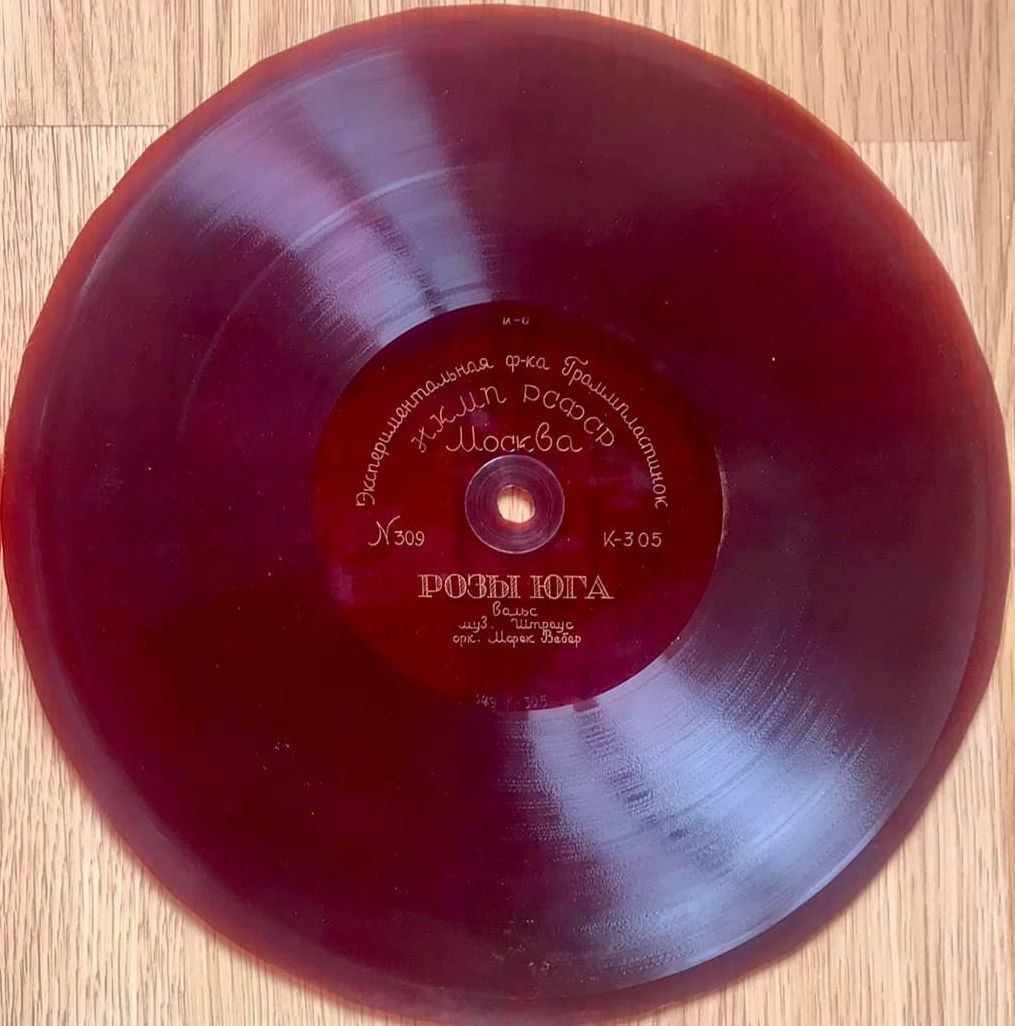 Экспериментальная ф-ка Грампластинок
НКМП РСФСР
Москва
N309 К-305
РОЗЫ ЮГА
вальс
муз. Штраус
орк. Марек Вебер